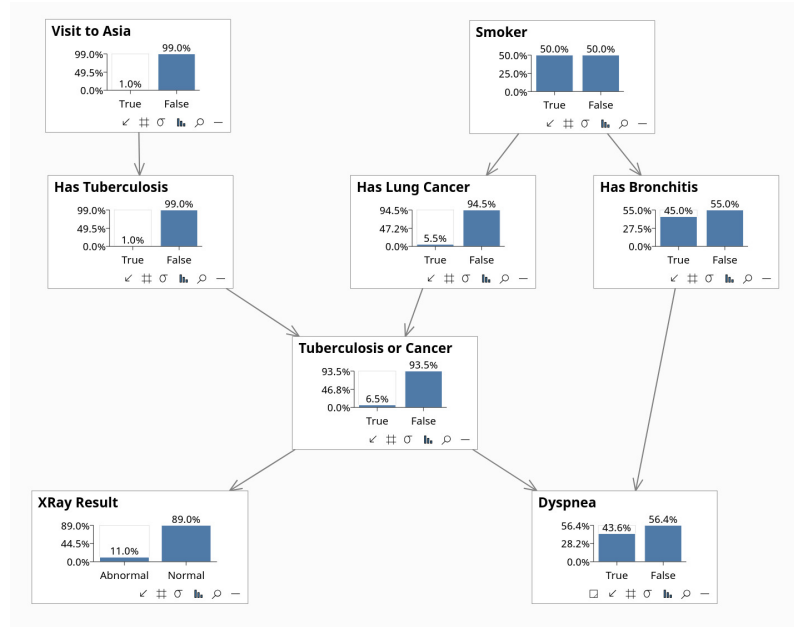 Visit to Asia
99.0%
99.0%
49.5%
1.0%
0.0%
True False
Smoker
50.0% 50.0%
50.0%
25.0%
0.0%
True False
Has Tuberculosis
99.0%
99.0%
49.5%
1.0%
0.0%
True False
Has Lung Cancer
94.5%
94.5%
47.2%
5.5%
0.0%
True False
Has Bronchitis
55.0%
55.0%
45.0%
27.5%
0.0%
True False
Tuberculosis or Cancer
93.5%
93.5%
46.8%
6.5%
0.0%
True False
XRay Result
89.0%
89.0%
44.5%
11.0%
0.0%
Abnormal Normal
Dyspnea
56.4%
56.4%
43.6%
28.2%
0.0%
True False